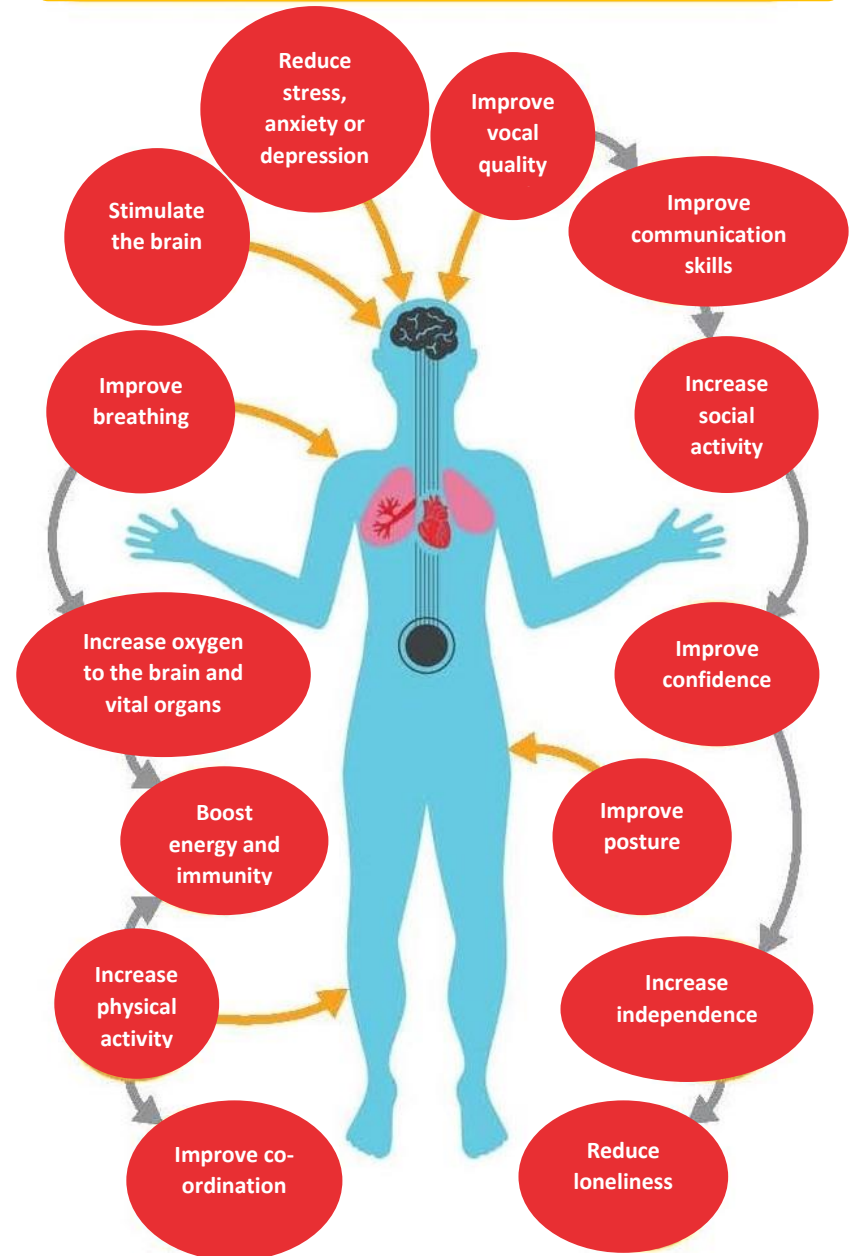 Reduce
stress,
anxiety or
depression
Improve
vocal
quality
Stimulate
the brain
Improve
communication
skills
Improve
breathing
Increase
social
activity
Increase oxygen
to the brain and
vital organs
Improve
confidence
Boost
energy and
immunity
Improve
posture
Increase
physical
activity
Increase
independence
Improve co-
ordination
Reduce
loneliness